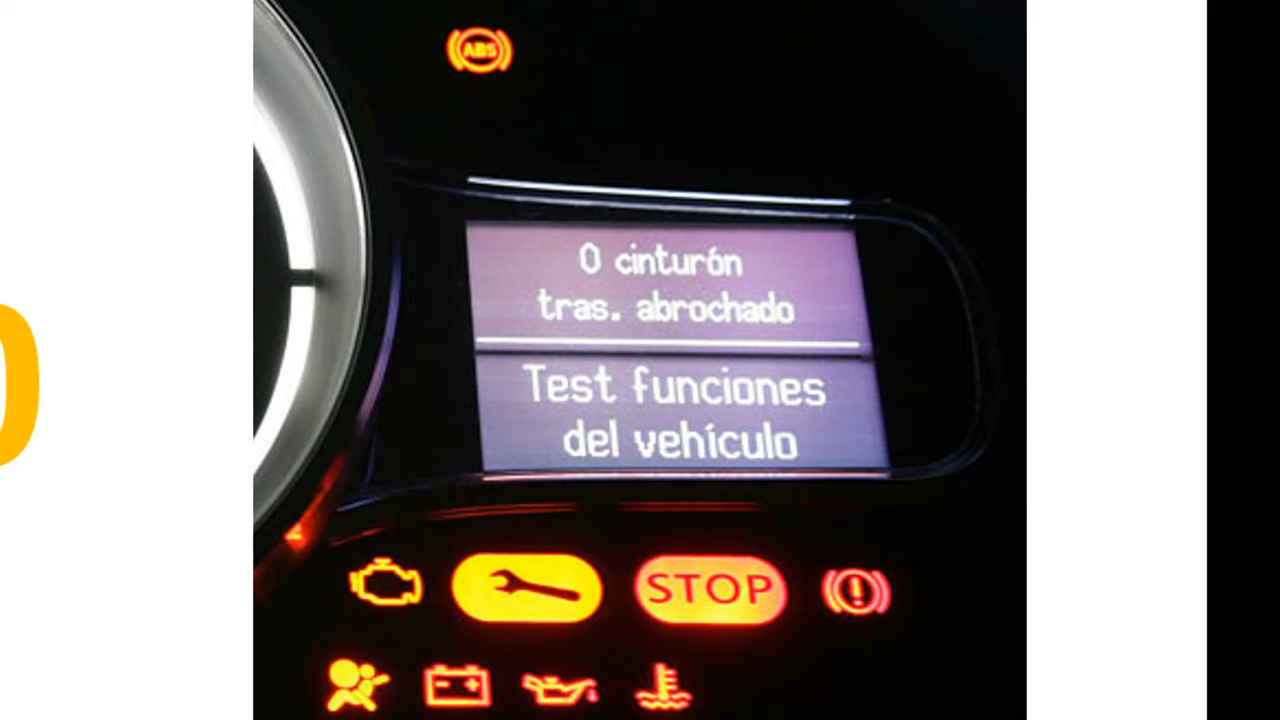 ABS
0 cinturón
tras. abrochado
Test funciones
del vehículo
STOP